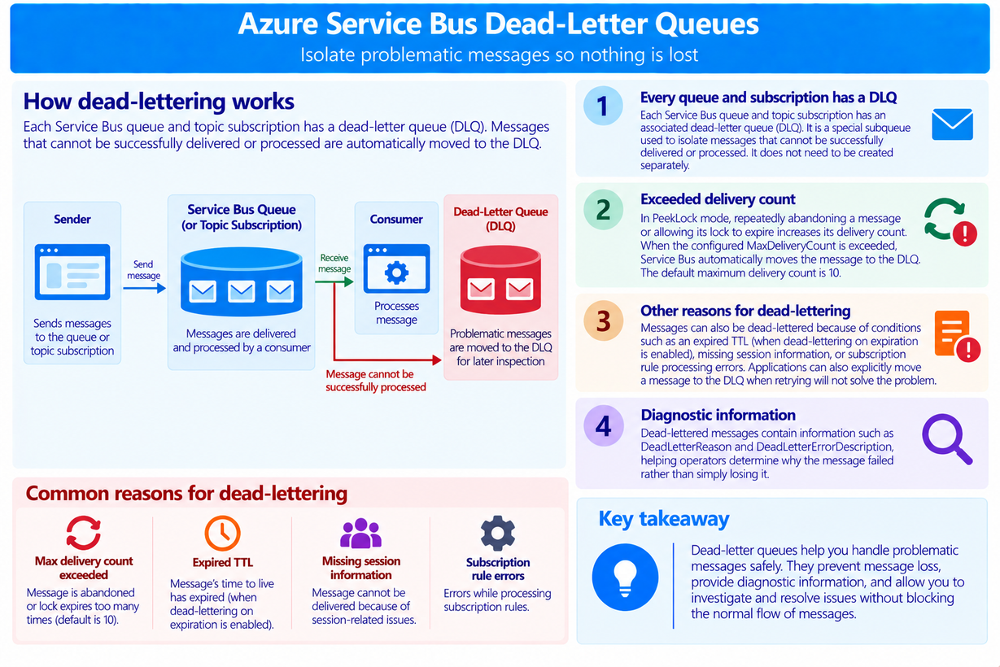 Azure Service Bus Dead-Letter Queues
Isolate problematic messages so nothing is lost
How dead-lettering works
Each Service Bus queue and topic subscription has a dead-letter queue (DLQ). Messages
that cannot be successfully delivered or processed are automatically moved to the DLQ.
Sender
Sends messages
to the queue or
topic subscription
Send
message
Service Bus Queue
(or Topic Subscription)
Messages are delivered
and processed by a consumer
Receive
message
Consumer
Processes
message
Dead-Letter Queue
(DLQ)
Problematic messages
are moved to the DLQ
for later inspection
Message cannot be
successfully processed
1
Every queue and subscription has a DLQ
Each Service Bus queue and topic subscription has an
associated dead-letter queue (DLQ). It is a special subqueue
used to isolate messages that cannot be successfully
delivered or processed. It does not need to be created
separately.
2
Exceeded delivery count
In PeekLock mode, repeatedly abandoning a message
or allowing its lock to expire increases its delivery count.
When the configured MaxDeliveryCount is exceeded,
Service Bus automatically moves the message to the DLQ.
The default maximum delivery count is 10.
3
Other reasons for dead-lettering
Messages can also be dead-lettered because of conditions
such as an expired TTL (when dead-lettering on expiration
is enabled), missing session information, or subscription
rule processing errors. Applications can also explicitly move
a message to the DLQ when retrying will not solve the problem.
4
Diagnostic information
Dead-lettered messages contain information such as
DeadLetterReason and DeadLetterErrorDescription,
helping operators determine why the message failed
rather than simply losing it.
Common reasons for dead-lettering
Max delivery count
exceeded
Message is abandoned
or lock expires too many
times (default is 10).
Expired TTL
Message's time to live
has expired (when
dead-lettering on
expiration is enabled).
Missing session
information
Message cannot be
delivered because of
session-related issues.
Subscription
rule errors
Errors while processing
subscription rules.
Key takeaway
Dead-letter queues help you handle problematic
messages safely. They prevent message loss,
provide diagnostic information, and allow you to
investigate and resolve issues without blocking
the normal flow of messages.